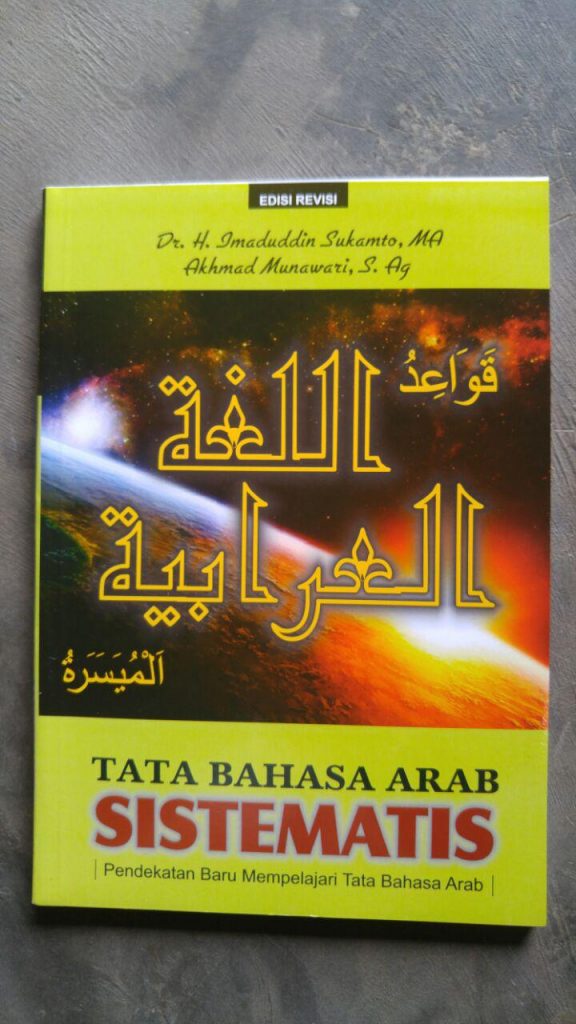 EDISI REVISI
Dr. H. Imaduddin Sukamto, MA
Akhmad Munawari, S. Ag
قَوَاعِدُ
اللغة
العرابية
اَلْمُيَسَرَةُ
TATA BAHASA ARAB
SISTEMATIS
| Pendekatan Baru Mempelajari Tata Bahasa Arab |